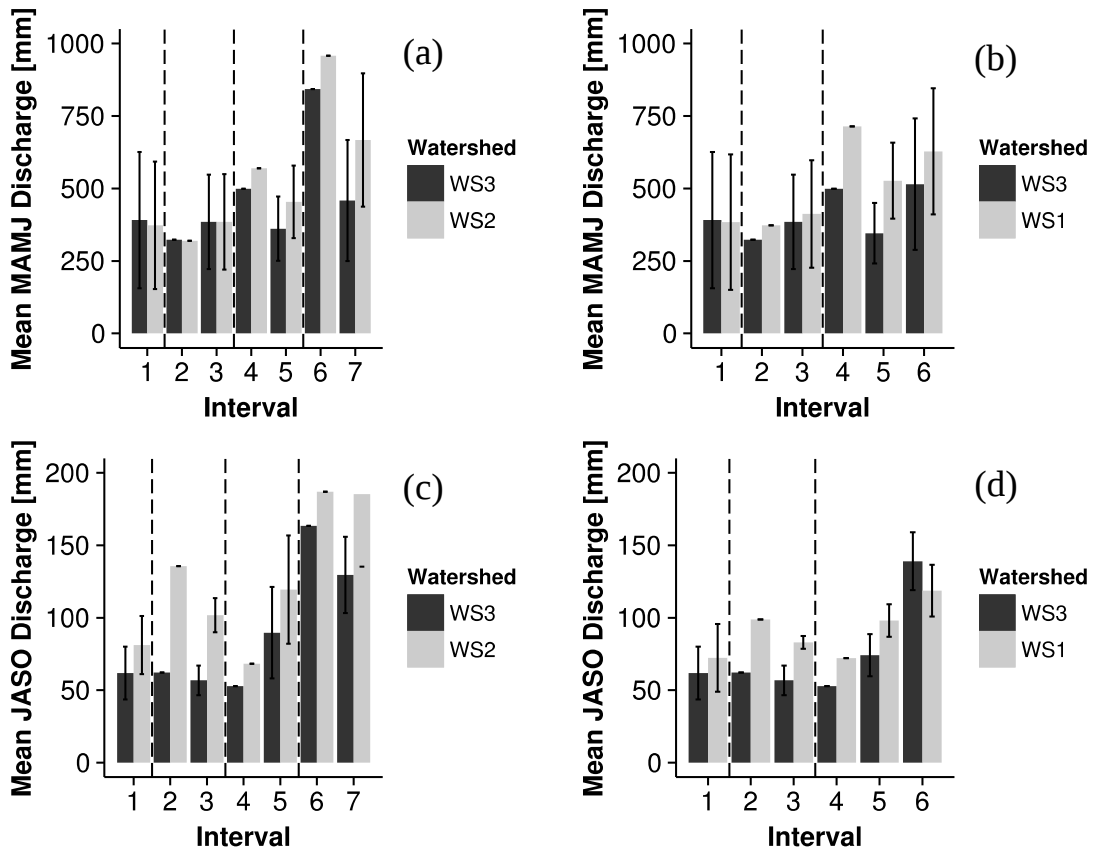 Mean MAMJ Discharge [mm]
1000
750
500
250
0
1 2 3 4 5 6 7
Interval
(a)
Watershed
WS3
WS2
Mean MAMJ Discharge [mm]
1000
750
500
250
0
1 2 3 4 5 6
Interval
(b)
Watershed
WS3
WS1
Mean JASO Discharge [mm]
200
150
100
50
0
1 2 3 4 5 6 7
Interval
(c)
Watershed
WS3
WS2
Mean JASO Discharge [mm]
200
150
100
50
0
1 2 3 4 5 6
Interval
(d)
Watershed
WS3
WS1